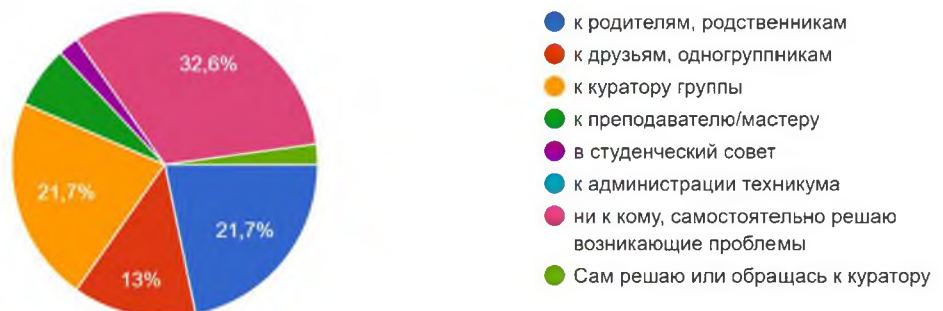 32,6%
21,7%
21,7%
13%
к родителям, родственникам
к друзьям, одногруппникам
к куратору группы
к преподавателю/мастеру
в студенческий совет
к администрации техникума
ни к кому, самостоятельно решаю
возникающие проблемы
Сам решаю или обращась к куратору